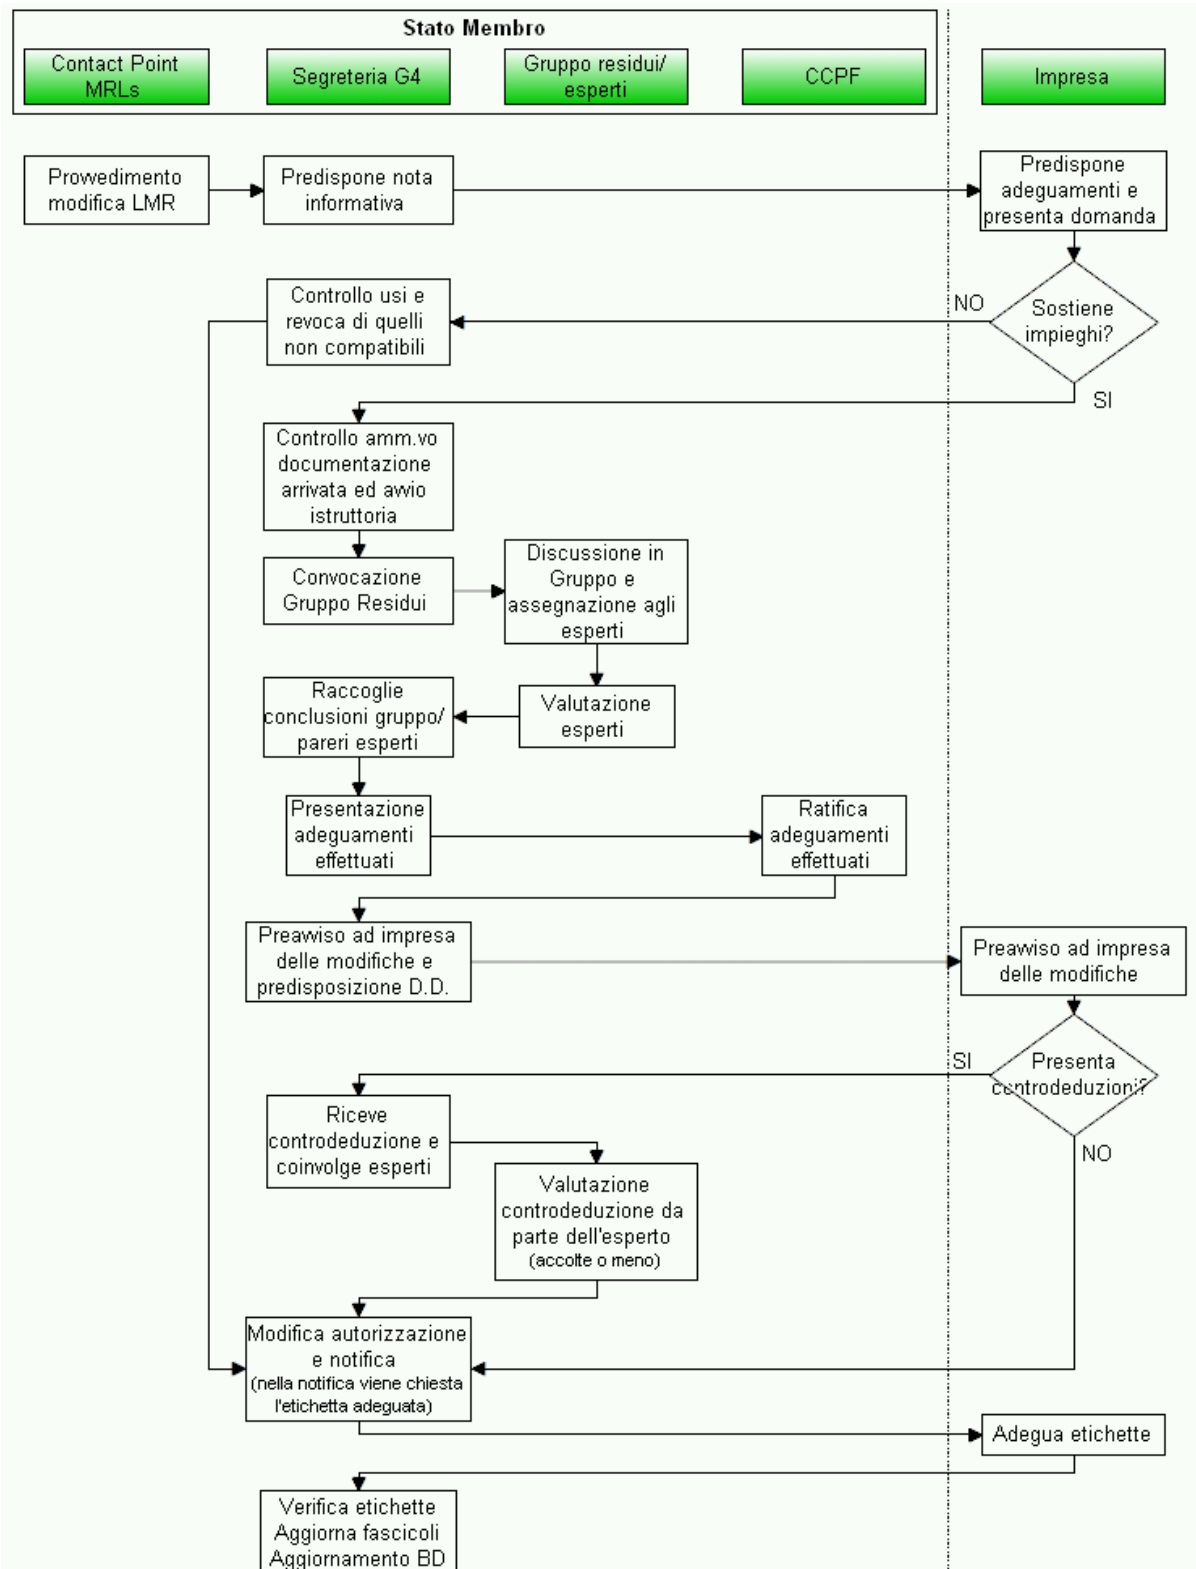 Stato Membro
Contact Point
MRLs
Segreteria G4
Gruppo residui/
esperti
CCPF
Impresa
Provvedimento
modifica LMR
Predispone nota
informativa
Predispone
adeguamenti e
presenta domanda
Controllo usi e
revoca di quelli
non compatibili
NO
Sostiene
impieghi?
SI
Controllo amm.vo
documentazione
arrivata ed avvio
istruttoria
Convocazione
Gruppo Residui
Discussione in
Gruppo e
assegnazione agli
esperti
Raccoglie
conclusioni gruppo/
pareri esperti
Valutazione
esperti
Presentazione
adeguamenti
effettuati
Ratifica
adeguamenti
effettuati
Preavviso ad impresa
delle modifiche e
predisposizione D.D.
Preavviso ad impresa
delle modifiche
SI
Presenta
controdeduzioni?
NO
Riceve
controdeduzione e
coinvolge esperti
Valutazione
controdeduzione da
parte dell'esperto
(accolte o meno)
Modifica autorizzazione
e notifica
(nella notifica viene chiesta
l'etichetta adeguata)
Adegua etichette
Verifica etichette
Aggiorna fascicoli
Aggiornamento BD